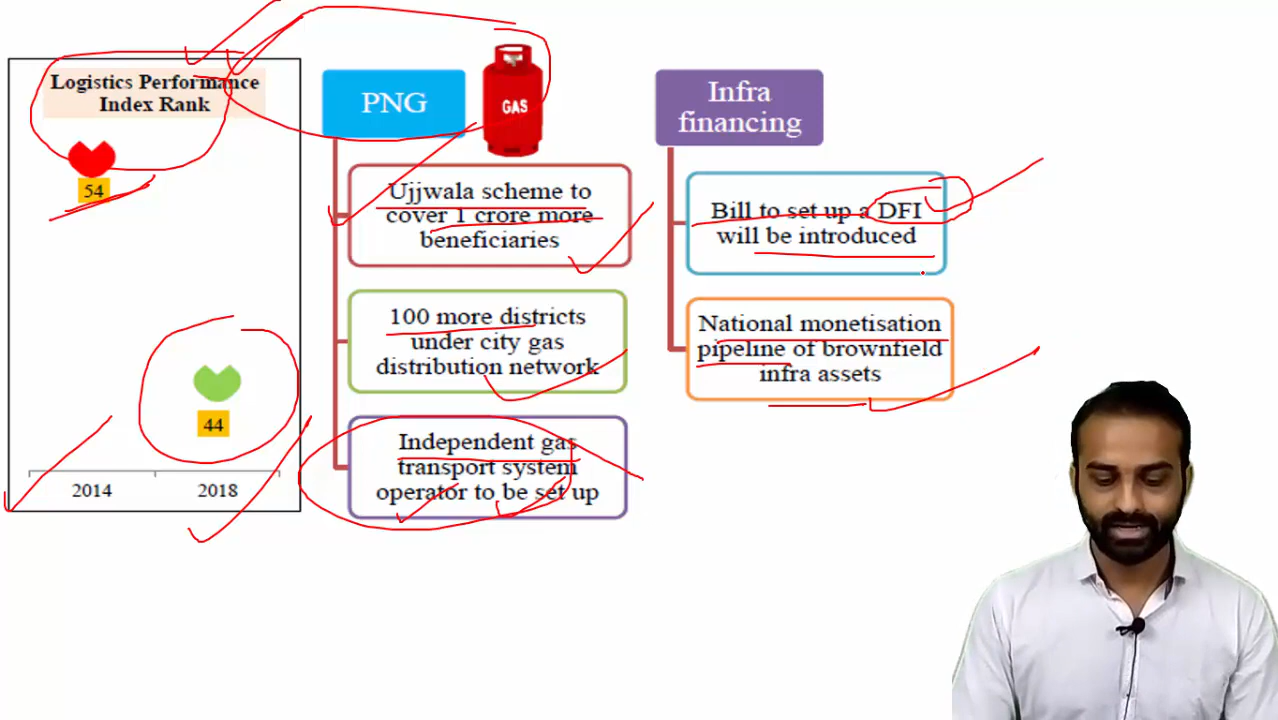 Logistics Performance
Index Rank
54
44
2014
2018
PNG
GAS
Ujjwala scheme to
cover 1 crore more
beneficiaries
100 more districts
under city gas
distribution network
Independent gas
transport system
operator to be set up
Infra
financing
Bill to set up a DFI
will be introduced
National monetisation
pipeline of brownfield
infra assets